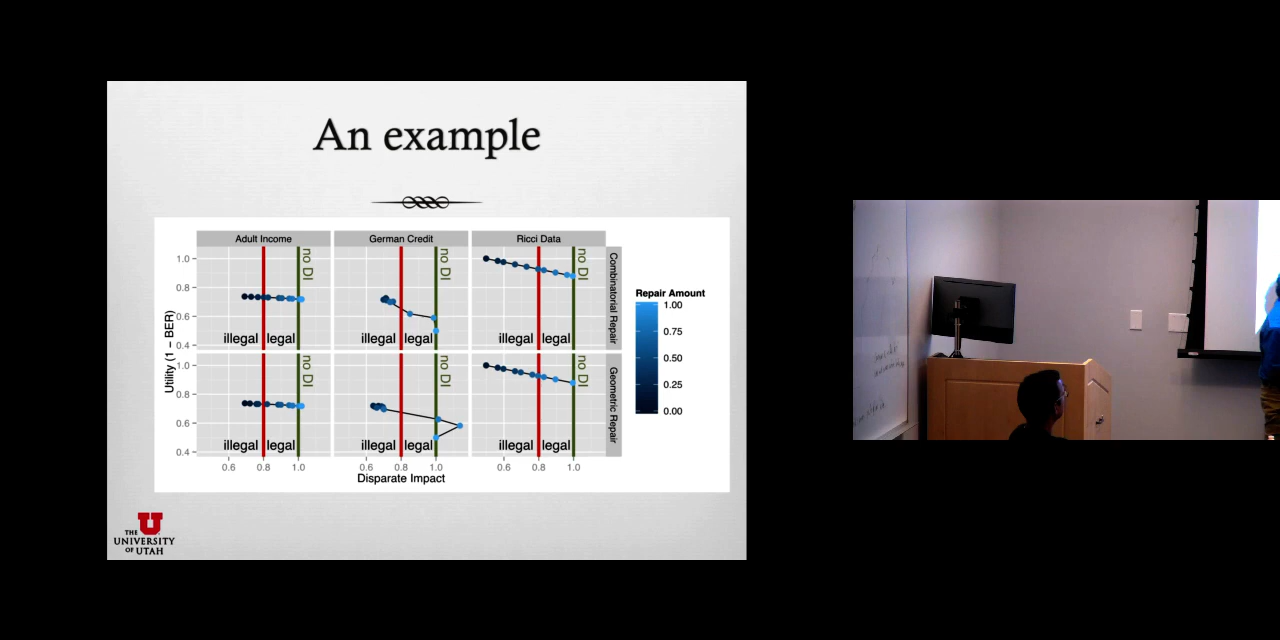 An example
Adult Income German Credit Ricci Data
no DI no DI no DI
1.0
0.8
0.6
0.4
illegal legal illegal legal illegal legal
Combinatorial Repair
no DI no DI no DI
1.0
0.8
0.6
0.4
illegal legal illegal legal illegal legal
Geometric Repair
Utility (1 − BER)
0.6 0.8 1.0 0.6 0.8 1.0 0.6 0.8 1.0
Disparate Impact
Repair Amount
1.00
0.75
0.50
0.25
0.00
THE U
UNIVERSITY
OF UTAH